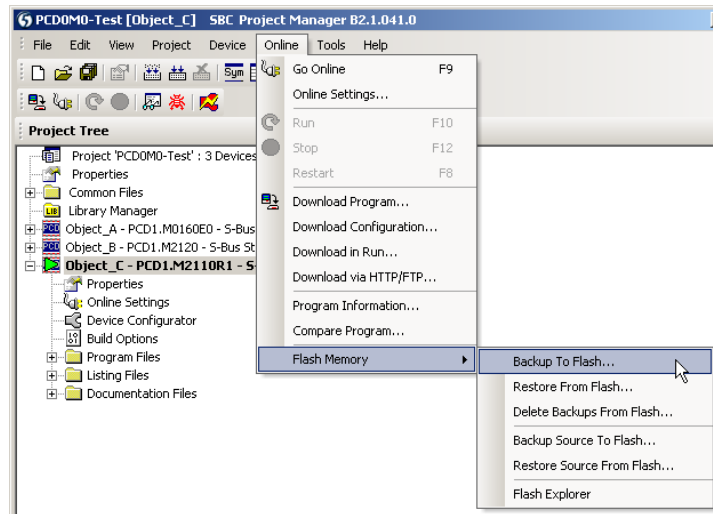 PCD0M0-Test [Object_C] SBC Project Manager B2.1.041.0
File Edit View Project Device Online Tools Help
Sym
Project Tree
Project 'PCD0M0-Test' : 3 Devices
Properties
Common Files
LIB Library Manager
PCD Object_A - PCD1.M0160E0 - S-Bus
PCD Object_B - PCD1.M2120 - S-Bus St
Object_C - PCD1.M2110R1 - S-
Properties
Online Settings
Device Configurator
Build Options
Program Files
Listing Files
Documentation Files
Go Online F9
Online Settings...
Run F10
Stop F12
Restart F8
Download Program...
Download Configuration...
Download in Run...
Download via HTTP/FTP...
Program Information...
Compare Program...
Flash Memory
Backup To Flash...
Restore From Flash...
Delete Backups From Flash...
Backup Source To Flash...
Restore Source From Flash...
Flash Explorer